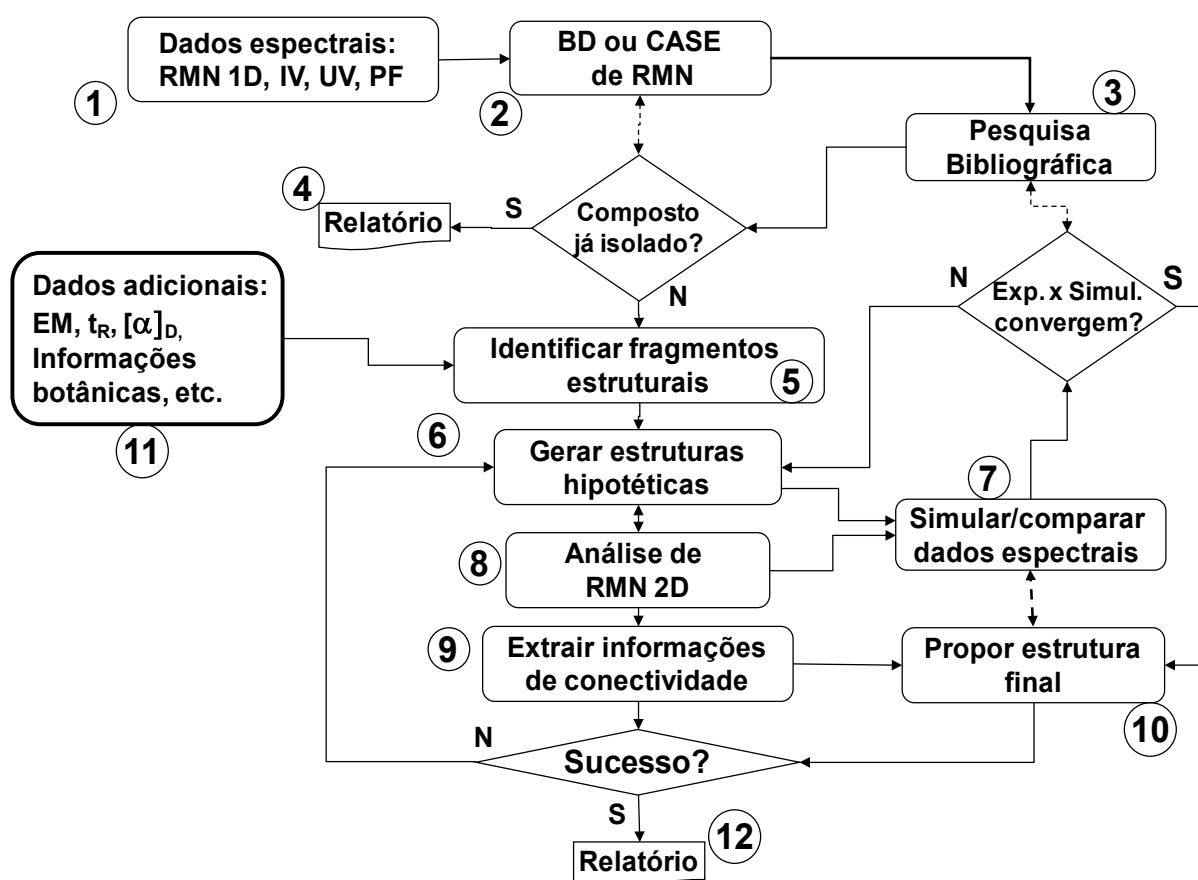 Dados espectrais:
RMN 1D, IV, UV, PF
1
BD ou CASE
de RMN
2
3
Pesquisa
Bibliográfica
4
Relatório
S
Composto
já isolado?
N
N
Exp. x Simul.
convergem?
S
Dados adicionais:
EM, tR, [α]D,
Informações
botânicas, etc.
11
Identificar fragmentos
estruturais
5
6
Gerar estruturas
hipotéticas
7
Simular/comparar
dados espectrais
8
Análise de
RMN 2D
9
Extrair informações
de conectividade
Propor estrutura
final
10
N
Sucesso?
S
12
Relatório